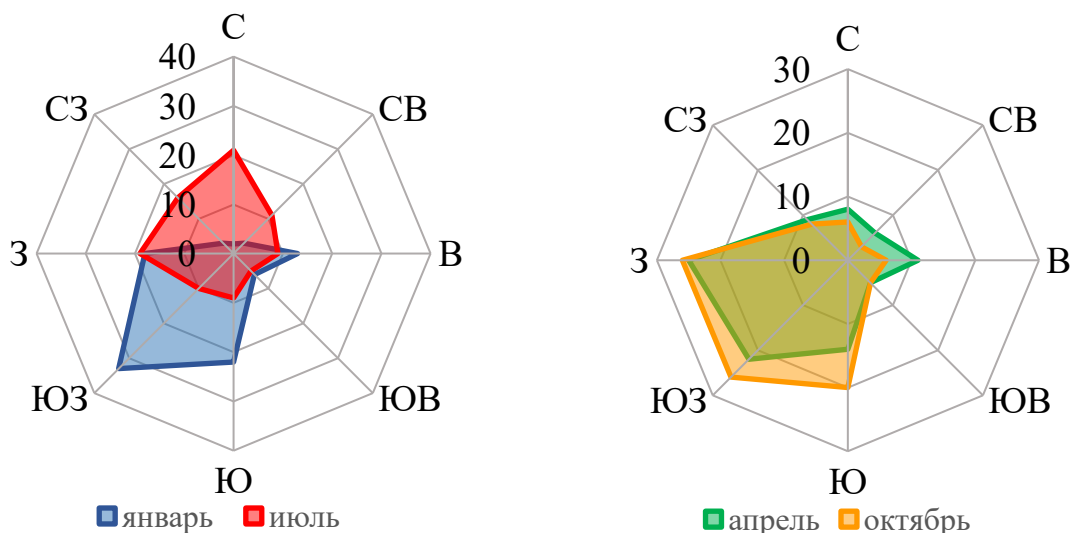 С
40
30
20
10
0
СЗ
СВ
З
В
ЮЗ
ЮВ
Ю
январь
июль
С
30
20
10
0
СЗ
СВ
З
В
ЮЗ
ЮВ
Ю
апрель
октябрь